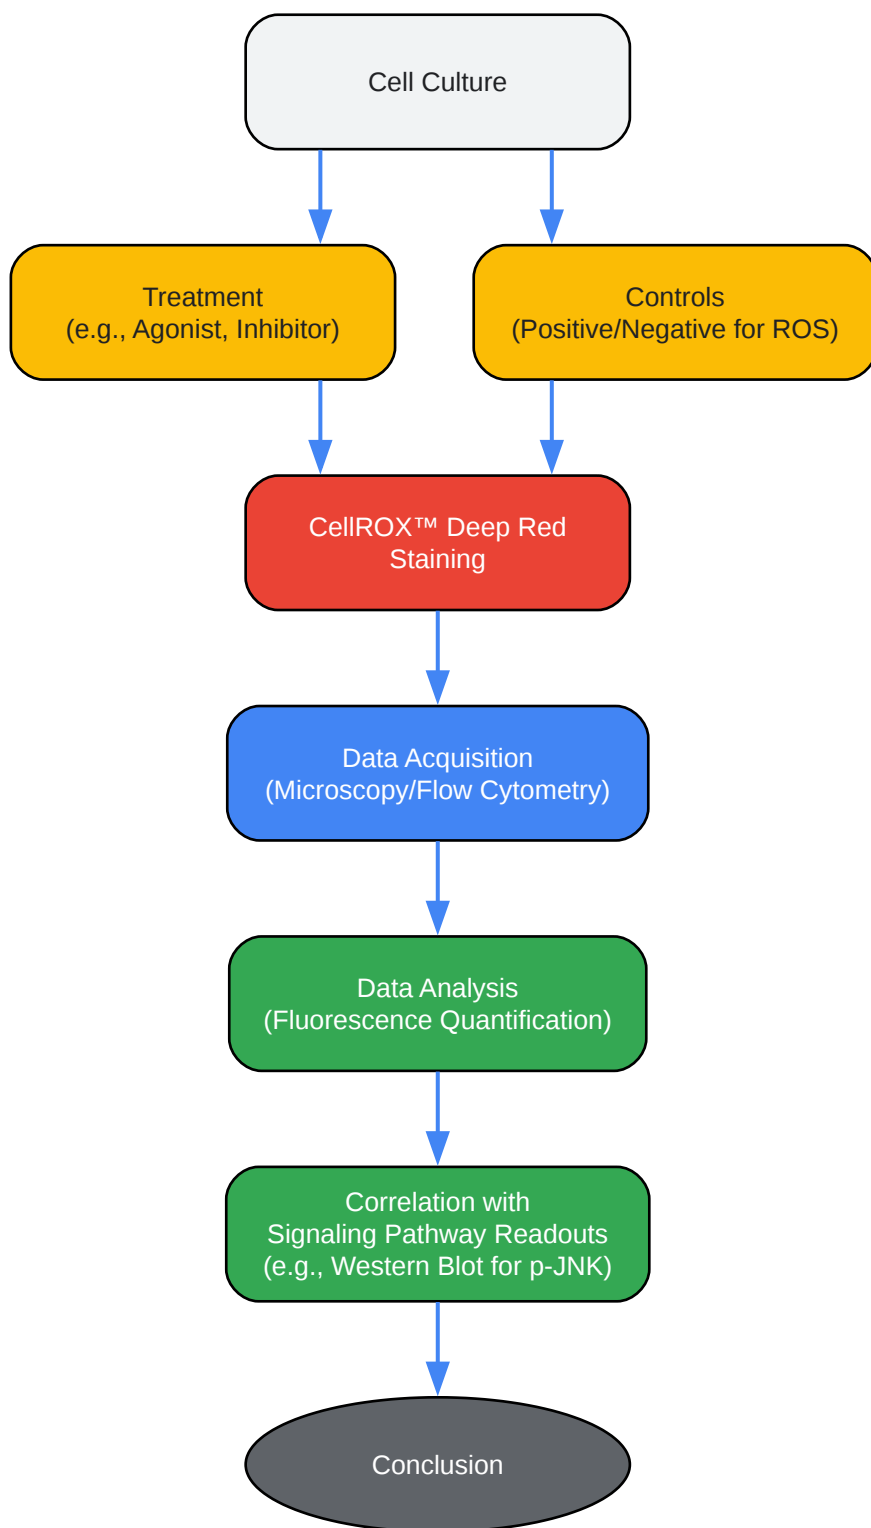 Cell Culture
Treatment
(e.g., Agonist, Inhibitor)
Controls
(Positive/Negative for ROS)
CellROX™ Deep Red
Staining
Data Acquisition
(Microscopy/Flow Cytometry)
Data Analysis
(Fluorescence Quantification)
Correlation with
Signaling Pathway Readouts
(e.g., Western Blot for p-JNK)
Conclusion